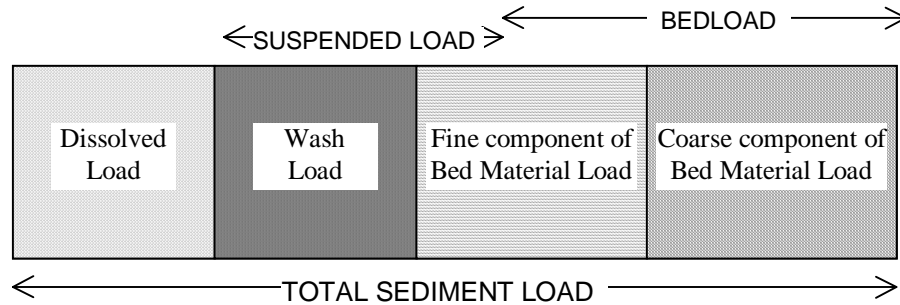 BEDLOAD
SUSPENDED LOAD
Dissolved
Load
Wash
Load
Fine component of
Bed Material Load
Coarse component of
Bed Material Load
TOTAL SEDIMENT LOAD